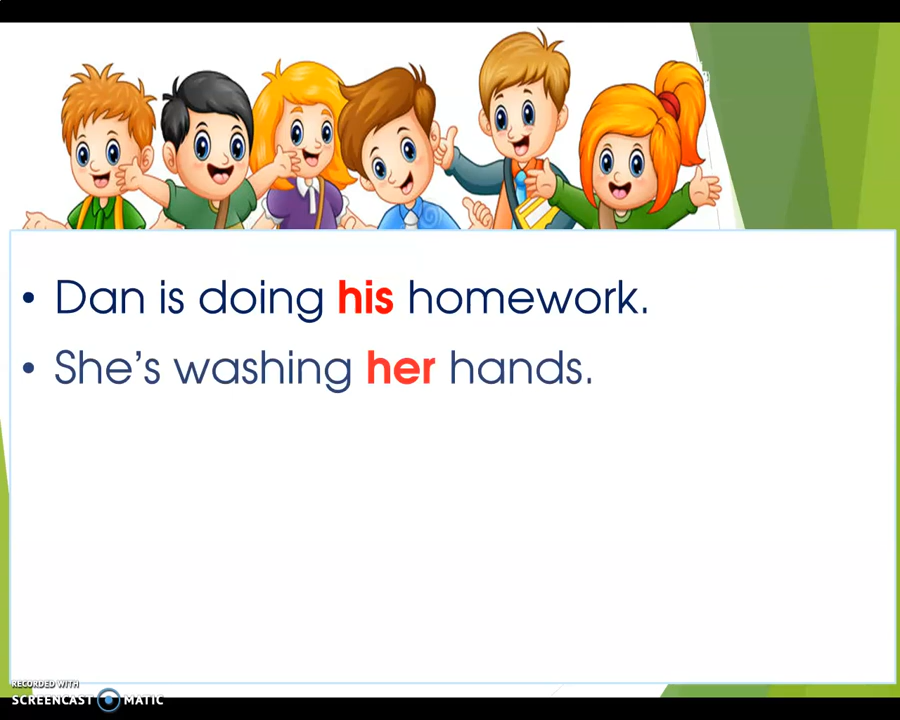 • Dan is doing his homework.
• She’s washing her hands.
RECORDED WITH
SCREENCAST MATIC